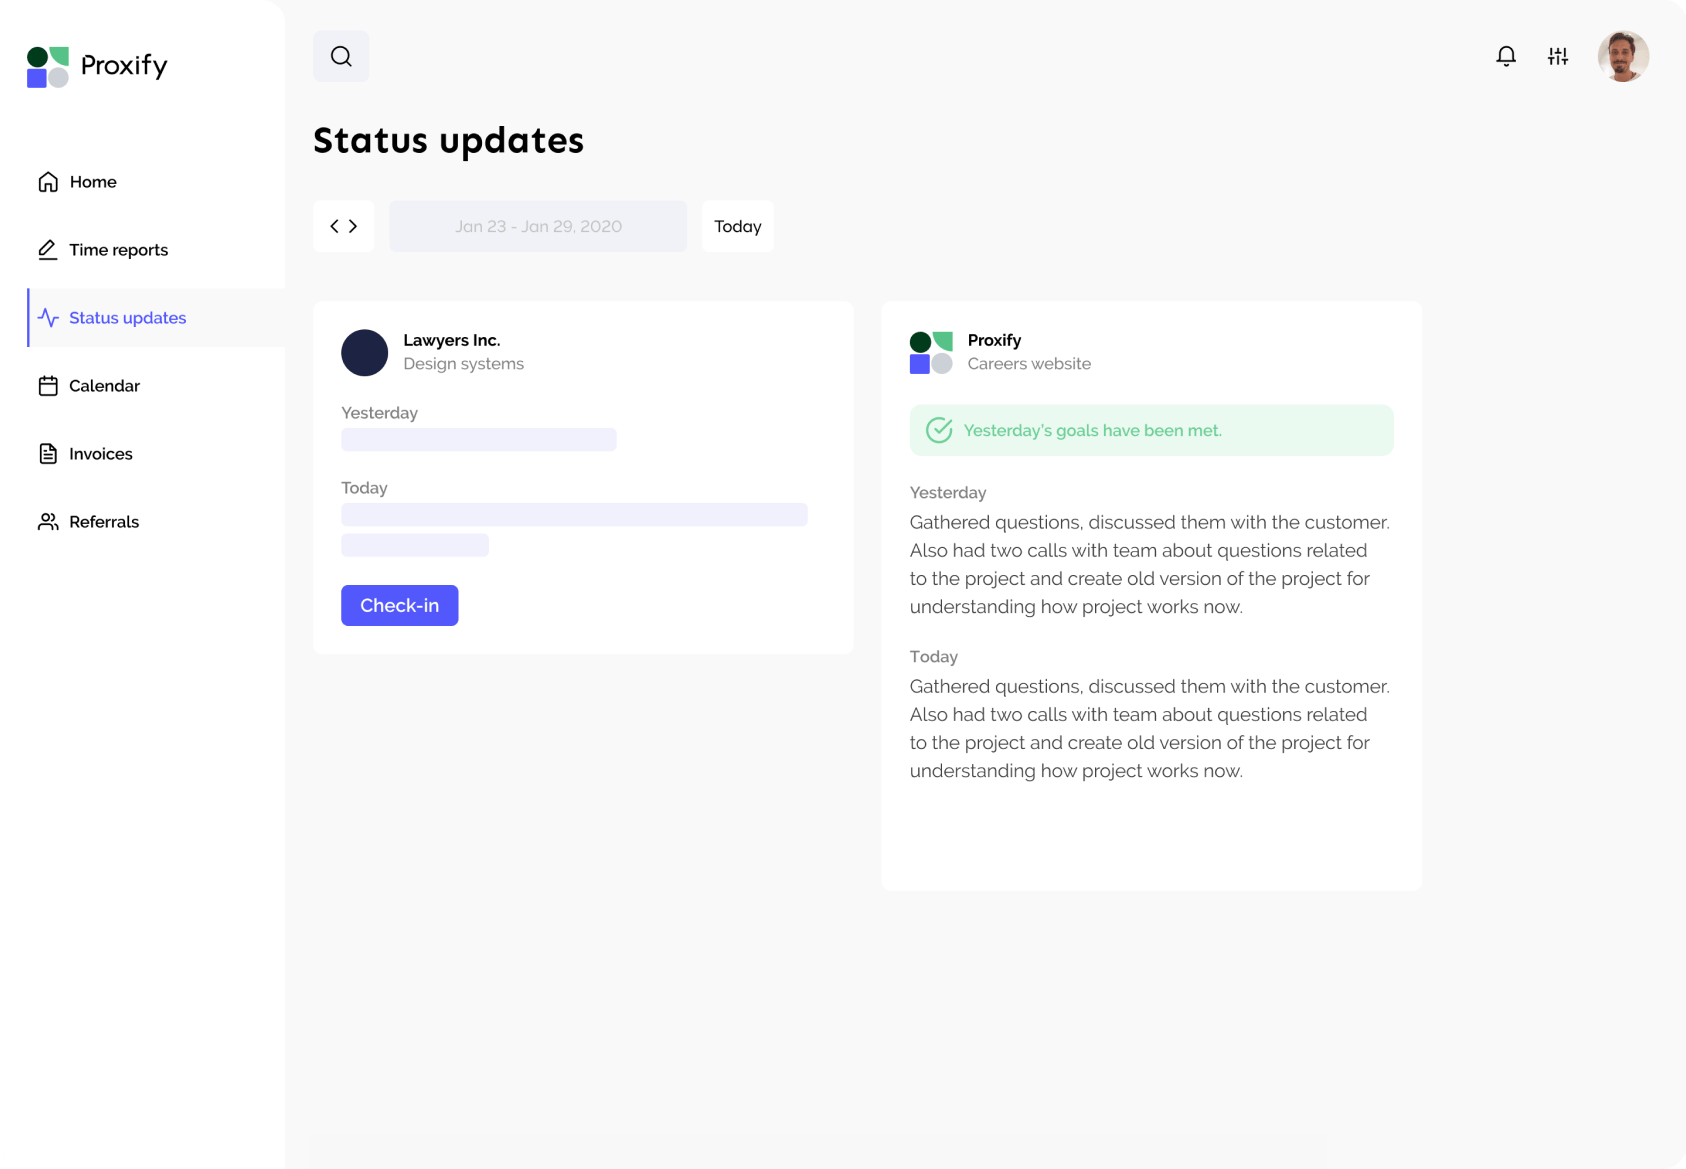 Proxify
Home
Time reports
Status updates
Calendar
Invoices
Referrals
Status updates
Jan 23 - Jan 29, 2020
Today
Lawyers Inc.
Design systems
Yesterday
Today
Check-in
Proxify
Careers website
Yesterday's goals have been met.
Yesterday
Gathered questions, discussed them with the customer.
Also had two calls with team about questions related
to the project and create old version of the project for
understanding how project works now.
Today
Gathered questions, discussed them with the customer.
Also had two calls with team about questions related
to the project and create old version of the project for
understanding how project works now.